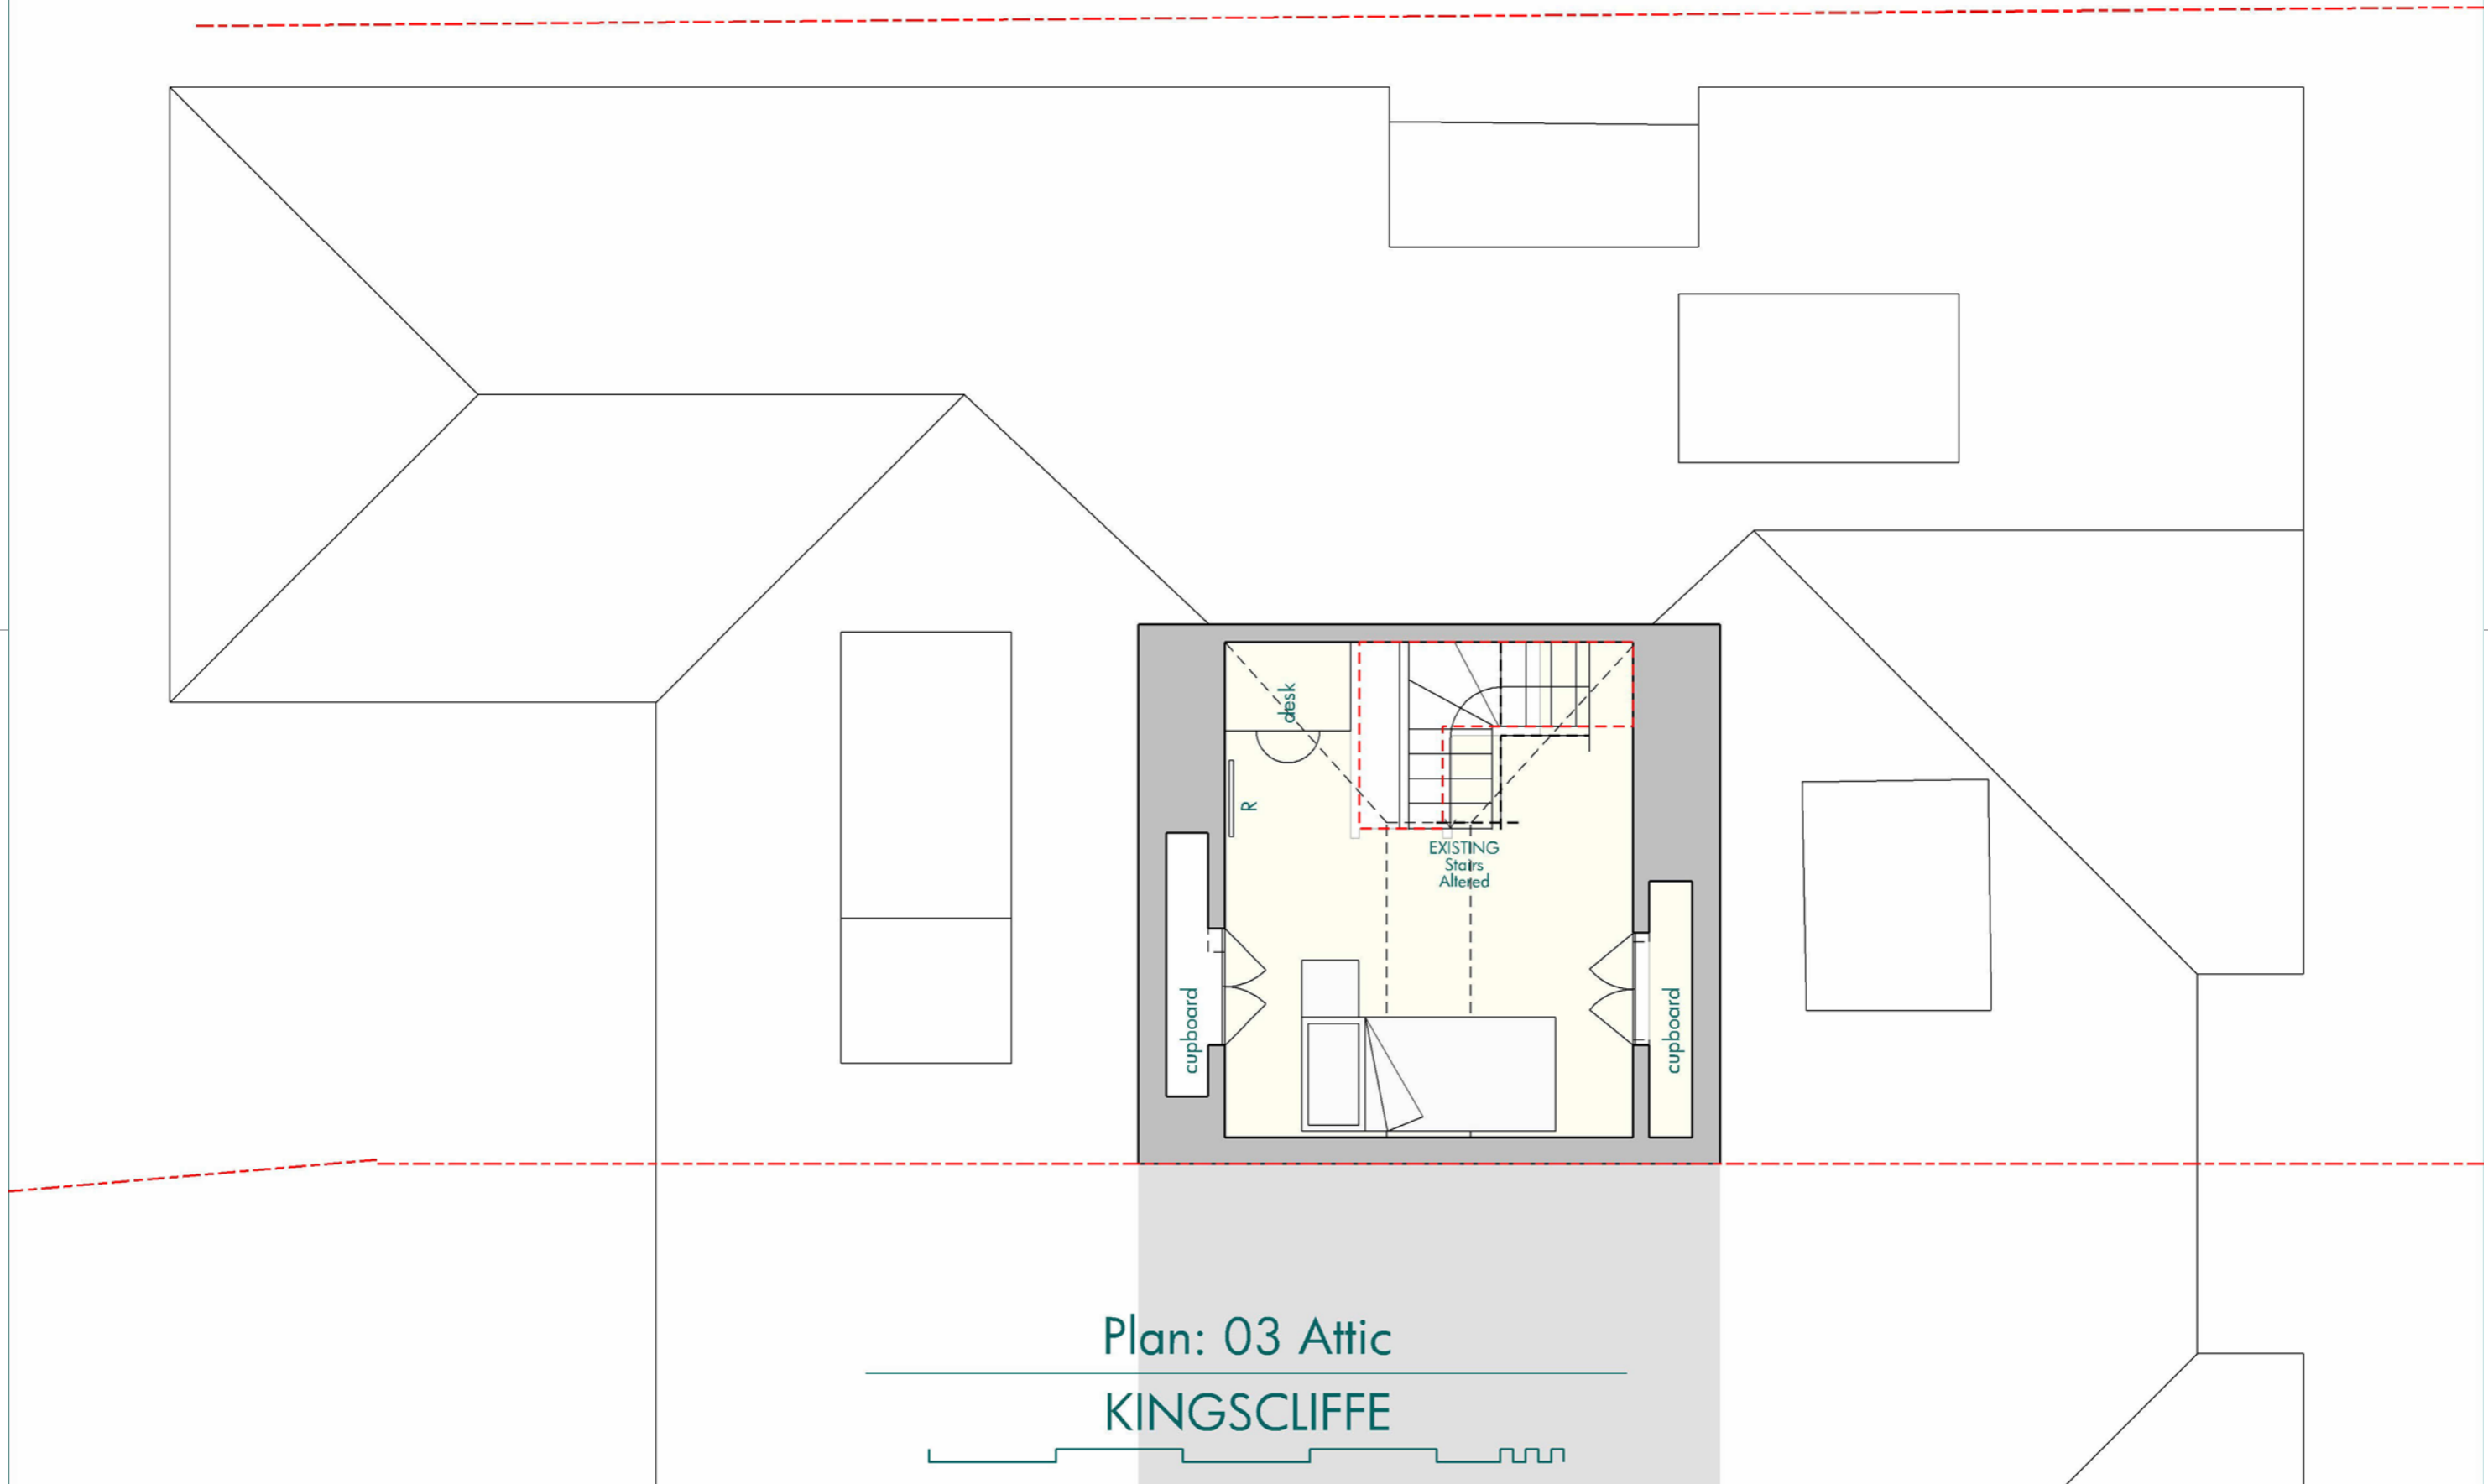 desk
R
EXISTING
Stairs
Altered
cupboard
cupboard
Plan: 03 Attic
KINGSCLIFFE